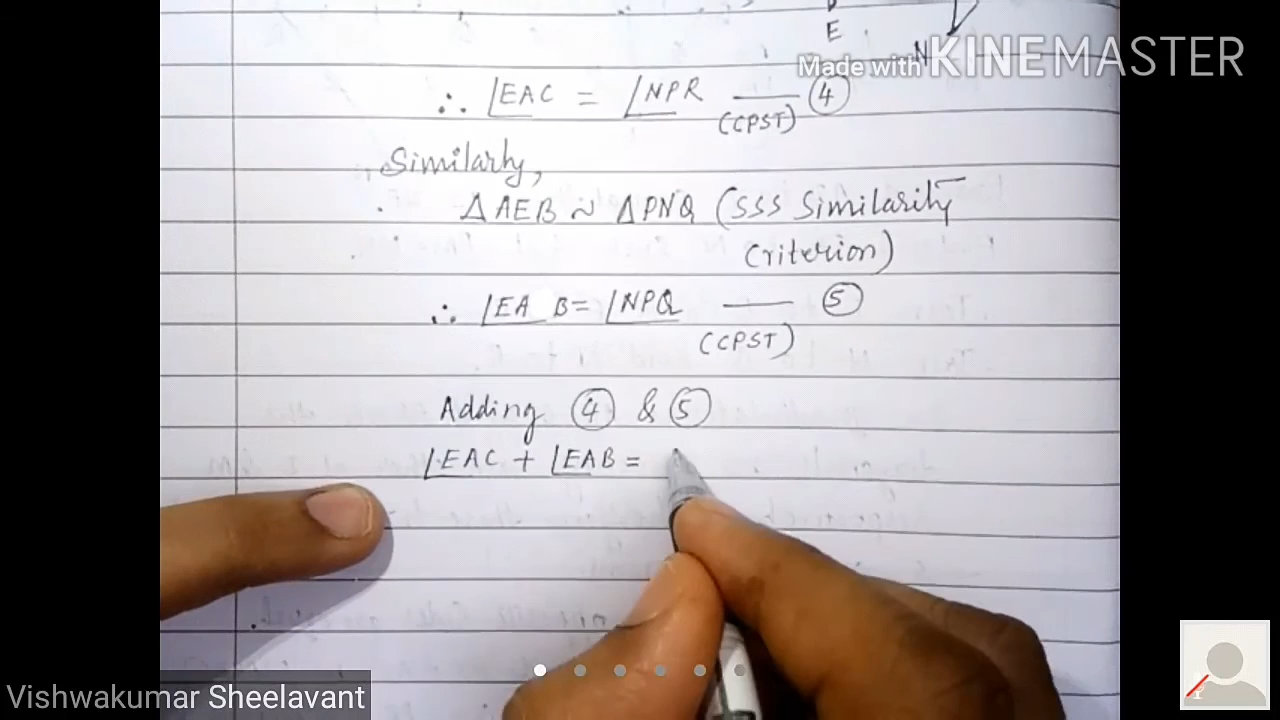 E
N
Made with KINEMASTER
∴ ∠EAC = ∠NPR —— ④
(CPST)
Similarly,
△AEB ~ △PNQ (SSS Similarity
Criterion)
∴ ∠EA B = ∠NPQ —— ⑤
(CPST)
Adding ④ & ⑤
∠EAC + ∠EAB =
Vishwakumar Sheelavant